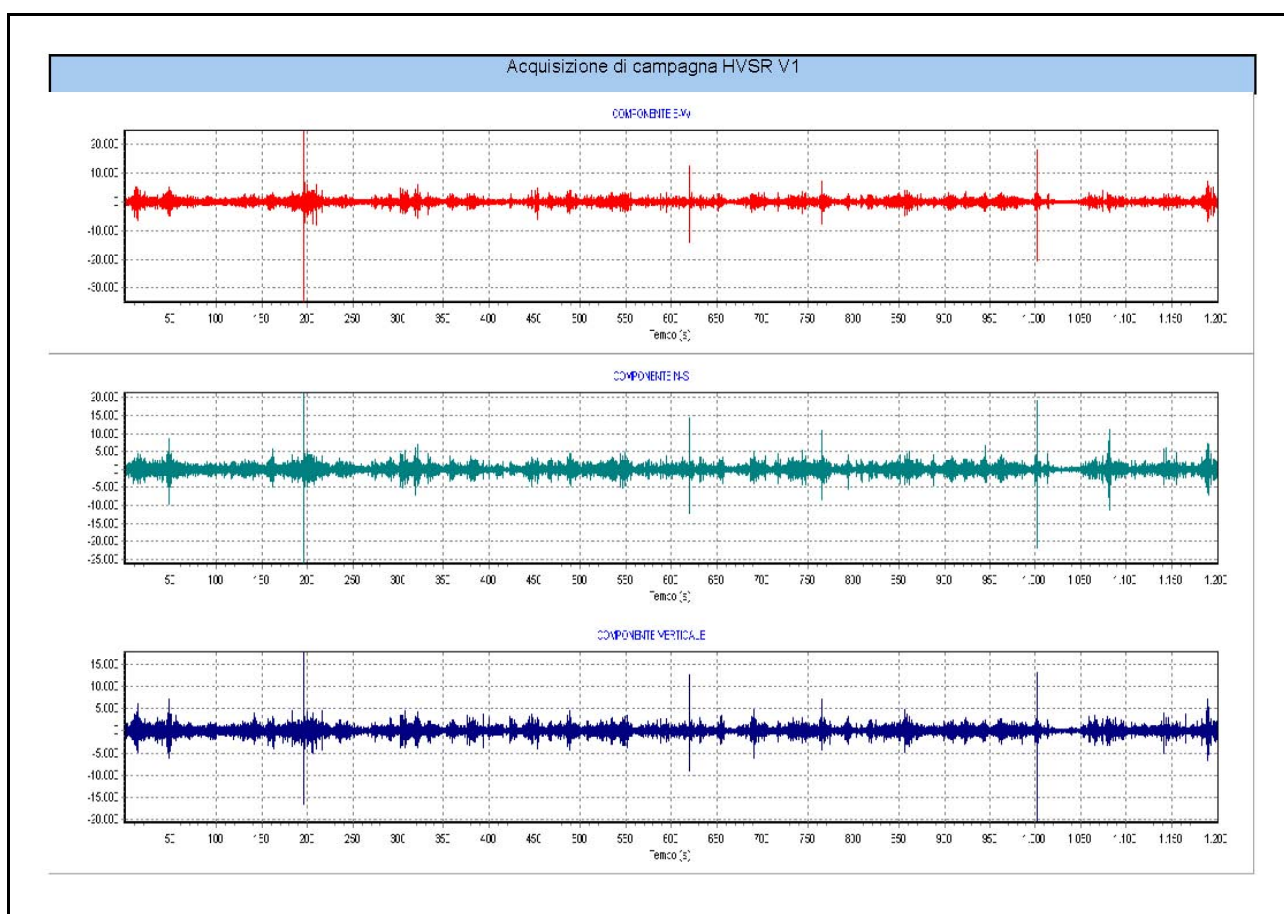 Acquisizione di campagna HVSR V1
COMPONENTE E-W
20.000
10.000
-10.000
-20.000
-30.000
50 100 150 200 250 300 350 400 450 500 550 600 650 700 750 800 850 900 950 1.000 1.050 1.100 1.150 1.200
Tempo (s)
COMPONENTE N-S
20.000
15.000
10.000
5.000
-5.000
-10.000
-15.000
-20.000
-25.000
50 100 150 200 250 300 350 400 450 500 550 600 650 700 750 800 850 900 950 1.000 1.050 1.100 1.150 1.200
Tempo (s)
COMPONENTE VERTICALE
15.000
10.000
5.000
-5.000
-10.000
-15.000
-20.000
50 100 150 200 250 300 350 400 450 500 550 600 650 700 750 800 850 900 950 1.000 1.050 1.100 1.150 1.200
Tempo (s)